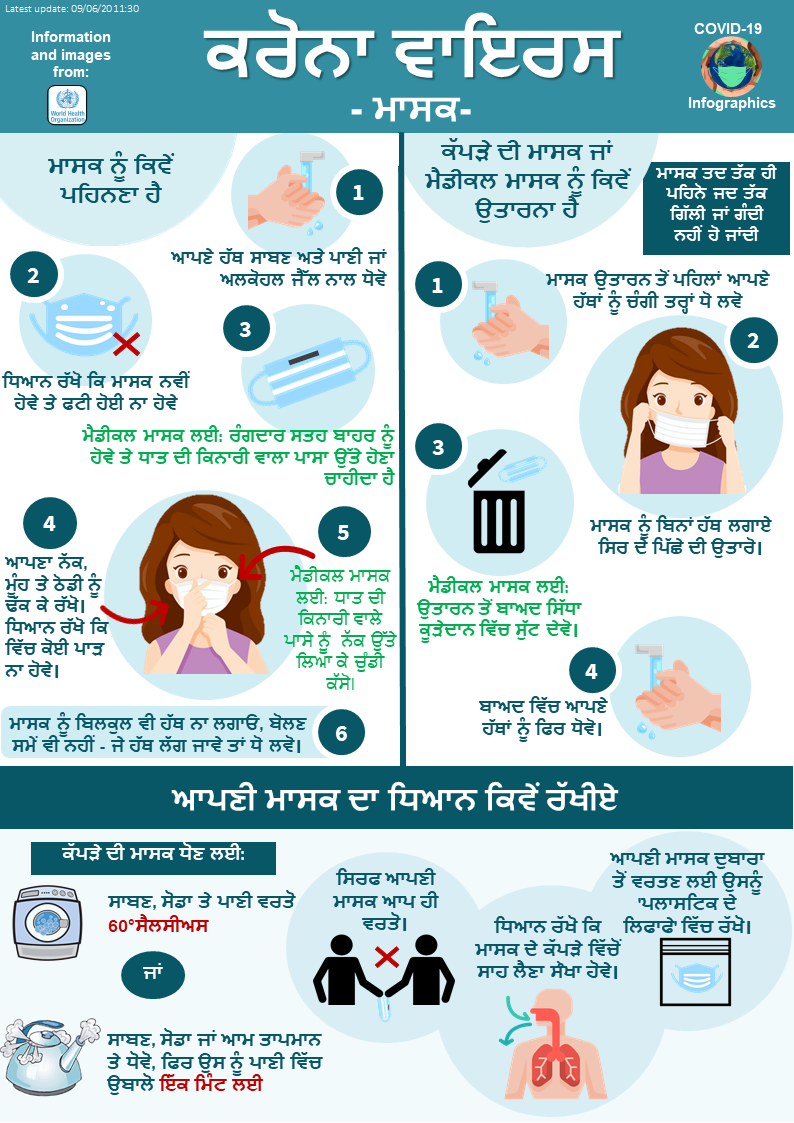 Latest update: 09/06/2011:30
Information
and images
from:
World Health
Organization
ਕਰੋਨਾ ਵਾਇਰਸ
- ਮਾਸਕ-
COVID-19
Infographics
ਮਾਸਕ ਨੂੰ ਕਿਵੇਂ
ਪਹਿਨਣਾ ਹੈ
1
ਆਪਣੇ ਹੱਥ ਸਾਬਣ ਅਤੇ ਪਾਣੀ ਜਾਂ
ਅਲਕੋਹਲ ਜੈੱਲ ਨਾਲ ਧੋਵੋ
2
ਧਿਆਨ ਰੱਖੋ ਕਿ ਮਾਸਕ ਨਵੀਂ
ਹੋਵੇ ਤੇ ਫਟੀ ਹੋਈ ਨਾ ਹੋਵੇ
3
ਮੈਡੀਕਲ ਮਾਸਕ ਲਈ: ਰੰਗਦਾਰ ਸਤਹ ਬਾਹਰ ਨੂੰ
ਹੋਵੇ ਤੇ ਧਾਤ ਦੀ ਕਿਨਾਰੀ ਵਾਲਾ ਪਾਸਾ ਉੱਤੇ ਹੋਣਾ
ਚਾਹੀਦਾ ਹੈ
4
ਆਪਣਾ ਨੱਕ,
ਮੂੰਹ ਤੇ ਠੋਡੀ ਨੂੰ
ਢੱਕ ਕੇ ਰੱਖੋ।
ਧਿਆਨ ਰੱਖੋ ਕਿ
ਵਿੱਚ ਕੋਈ ਪਾੜ
ਨਾ ਹੋਵੇ।
5
ਮੈਡੀਕਲ ਮਾਸਕ
ਲਈ: ਧਾਤ ਦੀ
ਕਿਨਾਰੀ ਵਾਲੇ
ਪਾਸੇ ਨੂੰ ਨੱਕ ਉੱਤੇ
ਲਿਆ ਕੇ ਚੁੰਡੀ
ਕੱਸੋ।
ਮਾਸਕ ਨੂੰ ਬਿਲਕੁਲ ਵੀ ਹੱਥ ਨਾ ਲਗਾਓ, ਬੋਲਣ
ਸਮੇਂ ਵੀ ਨਹੀਂ - ਜੇ ਹੱਥ ਲੱਗ ਜਾਵੇ ਤਾਂ ਧੋ ਲਵੋ।
6
ਕੱਪੜੇ ਦੀ ਮਾਸਕ ਜਾਂ
ਮੈਡੀਕਲ ਮਾਸਕ ਨੂੰ ਕਿਵੇਂ
ਉਤਾਰਨਾ ਹੈ
ਮਾਸਕ ਤਦ ਤੱਕ ਹੀ
ਪਹਿਨੋ ਜਦ ਤੱਕ
ਗਿੱਲੀ ਜਾਂ ਗੰਦੀ
ਨਹੀਂ ਹੋ ਜਾਂਦੀ
1
ਮਾਸਕ ਉਤਾਰਨ ਤੋਂ ਪਹਿਲਾਂ ਆਪਣੇ
ਹੱਥਾਂ ਨੂੰ ਚੰਗੀ ਤਰ੍ਹਾਂ ਧੋ ਲਵੋ
2
ਮਾਸਕ ਨੂੰ ਬਿਨਾਂ ਹੱਥ ਲਗਾਏ
ਸਿਰ ਦੇ ਪਿੱਛੇ ਦੀ ਉਤਾਰੋ।
3
ਮੈਡੀਕਲ ਮਾਸਕ ਲਈ:
ਉਤਾਰਨ ਤੋਂ ਬਾਅਦ ਸਿੱਧਾ
ਕੂੜੇਦਾਨ ਵਿੱਚ ਸੁੱਟ ਦੇਵੋ।
4
ਬਾਅਦ ਵਿੱਚ ਆਪਣੇ
ਹੱਥਾਂ ਨੂੰ ਫਿਰ ਧੋਵੋ।
ਆਪਣੀ ਮਾਸਕ ਦਾ ਧਿਆਨ ਕਿਵੇਂ ਰੱਖੀਏ
ਕੱਪੜੇ ਦੀ ਮਾਸਕ ਧੋਣ ਲਈ:
ਸਾਬਣ, ਸੋਡਾ ਤੇ ਪਾਣੀ ਵਰਤੋ
60°ਸੈਲਸੀਅਸ
ਜਾਂ
ਸਾਬਣ, ਸੋਡਾ ਜਾਂ ਆਮ ਤਾਪਮਾਨ
ਤੇ ਧੋਵੋ, ਫਿਰ ਉਸ ਨੂੰ ਪਾਣੀ ਵਿੱਚ
ਉਬਾਲੋ ਇੱਕ ਮਿੰਟ ਲਈ
ਸਿਰਫ ਆਪਣੀ
ਮਾਸਕ ਆਪ ਹੀ
ਵਰਤੋ।
ਧਿਆਨ ਰੱਖੋ ਕਿ
ਮਾਸਕ ਦੇ ਕੱਪੜੇ ਵਿੱਚੋਂ
ਸਾਹ ਲੈਣਾ ਸੌਖਾ ਹੋਵੇ।
ਆਪਣੀ ਮਾਸਕ ਦੁਬਾਰਾ
ਤੋਂ ਵਰਤਣ ਲਈ ਉਸਨੂੰ
'ਪਲਾਸਟਿਕ ਦੇ
ਲਿਫਾਫੇ' ਵਿੱਚ ਰੱਖੋ।